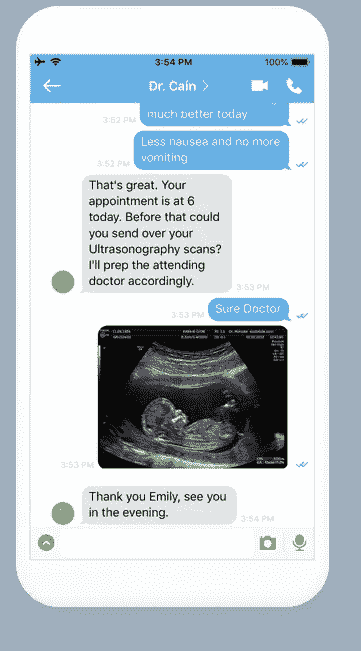 3:54 PM
100%
Dr. Cain
much better today
3:53 PM
Less nausea and no more
vomiting
3:53 PM
That's great. Your
appointment is at 6
today. Before that could
you send over your
Ultrasonography scans?
I'll prep the attending
doctor accordingly.
3:53 PM
Sure Doctor
3:53 PM
3:53 PM
Thank you Emily, see you
in the evening.
3:54 PM